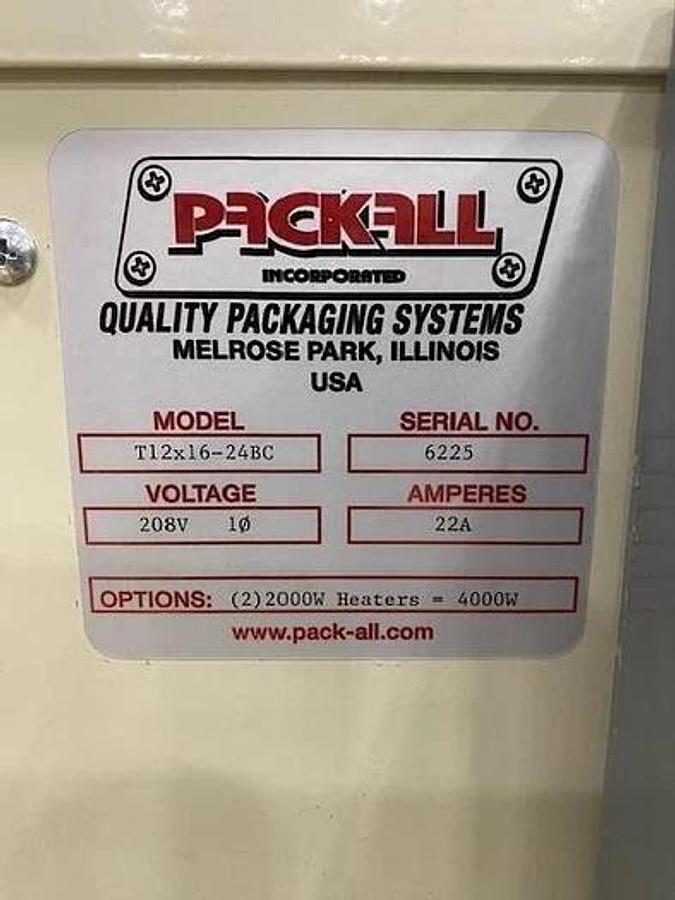 PACKALL
INCORPORATED
QUALITY PACKAGING SYSTEMS
MELROSE PARK, ILLINOIS
USA
MODEL SERIAL NO.
T12x16-24BC 6225
VOLTAGE AMPERES
208V 1Ø 22A
OPTIONS: (2)2000W Heaters = 4000W
www.pack-all.com